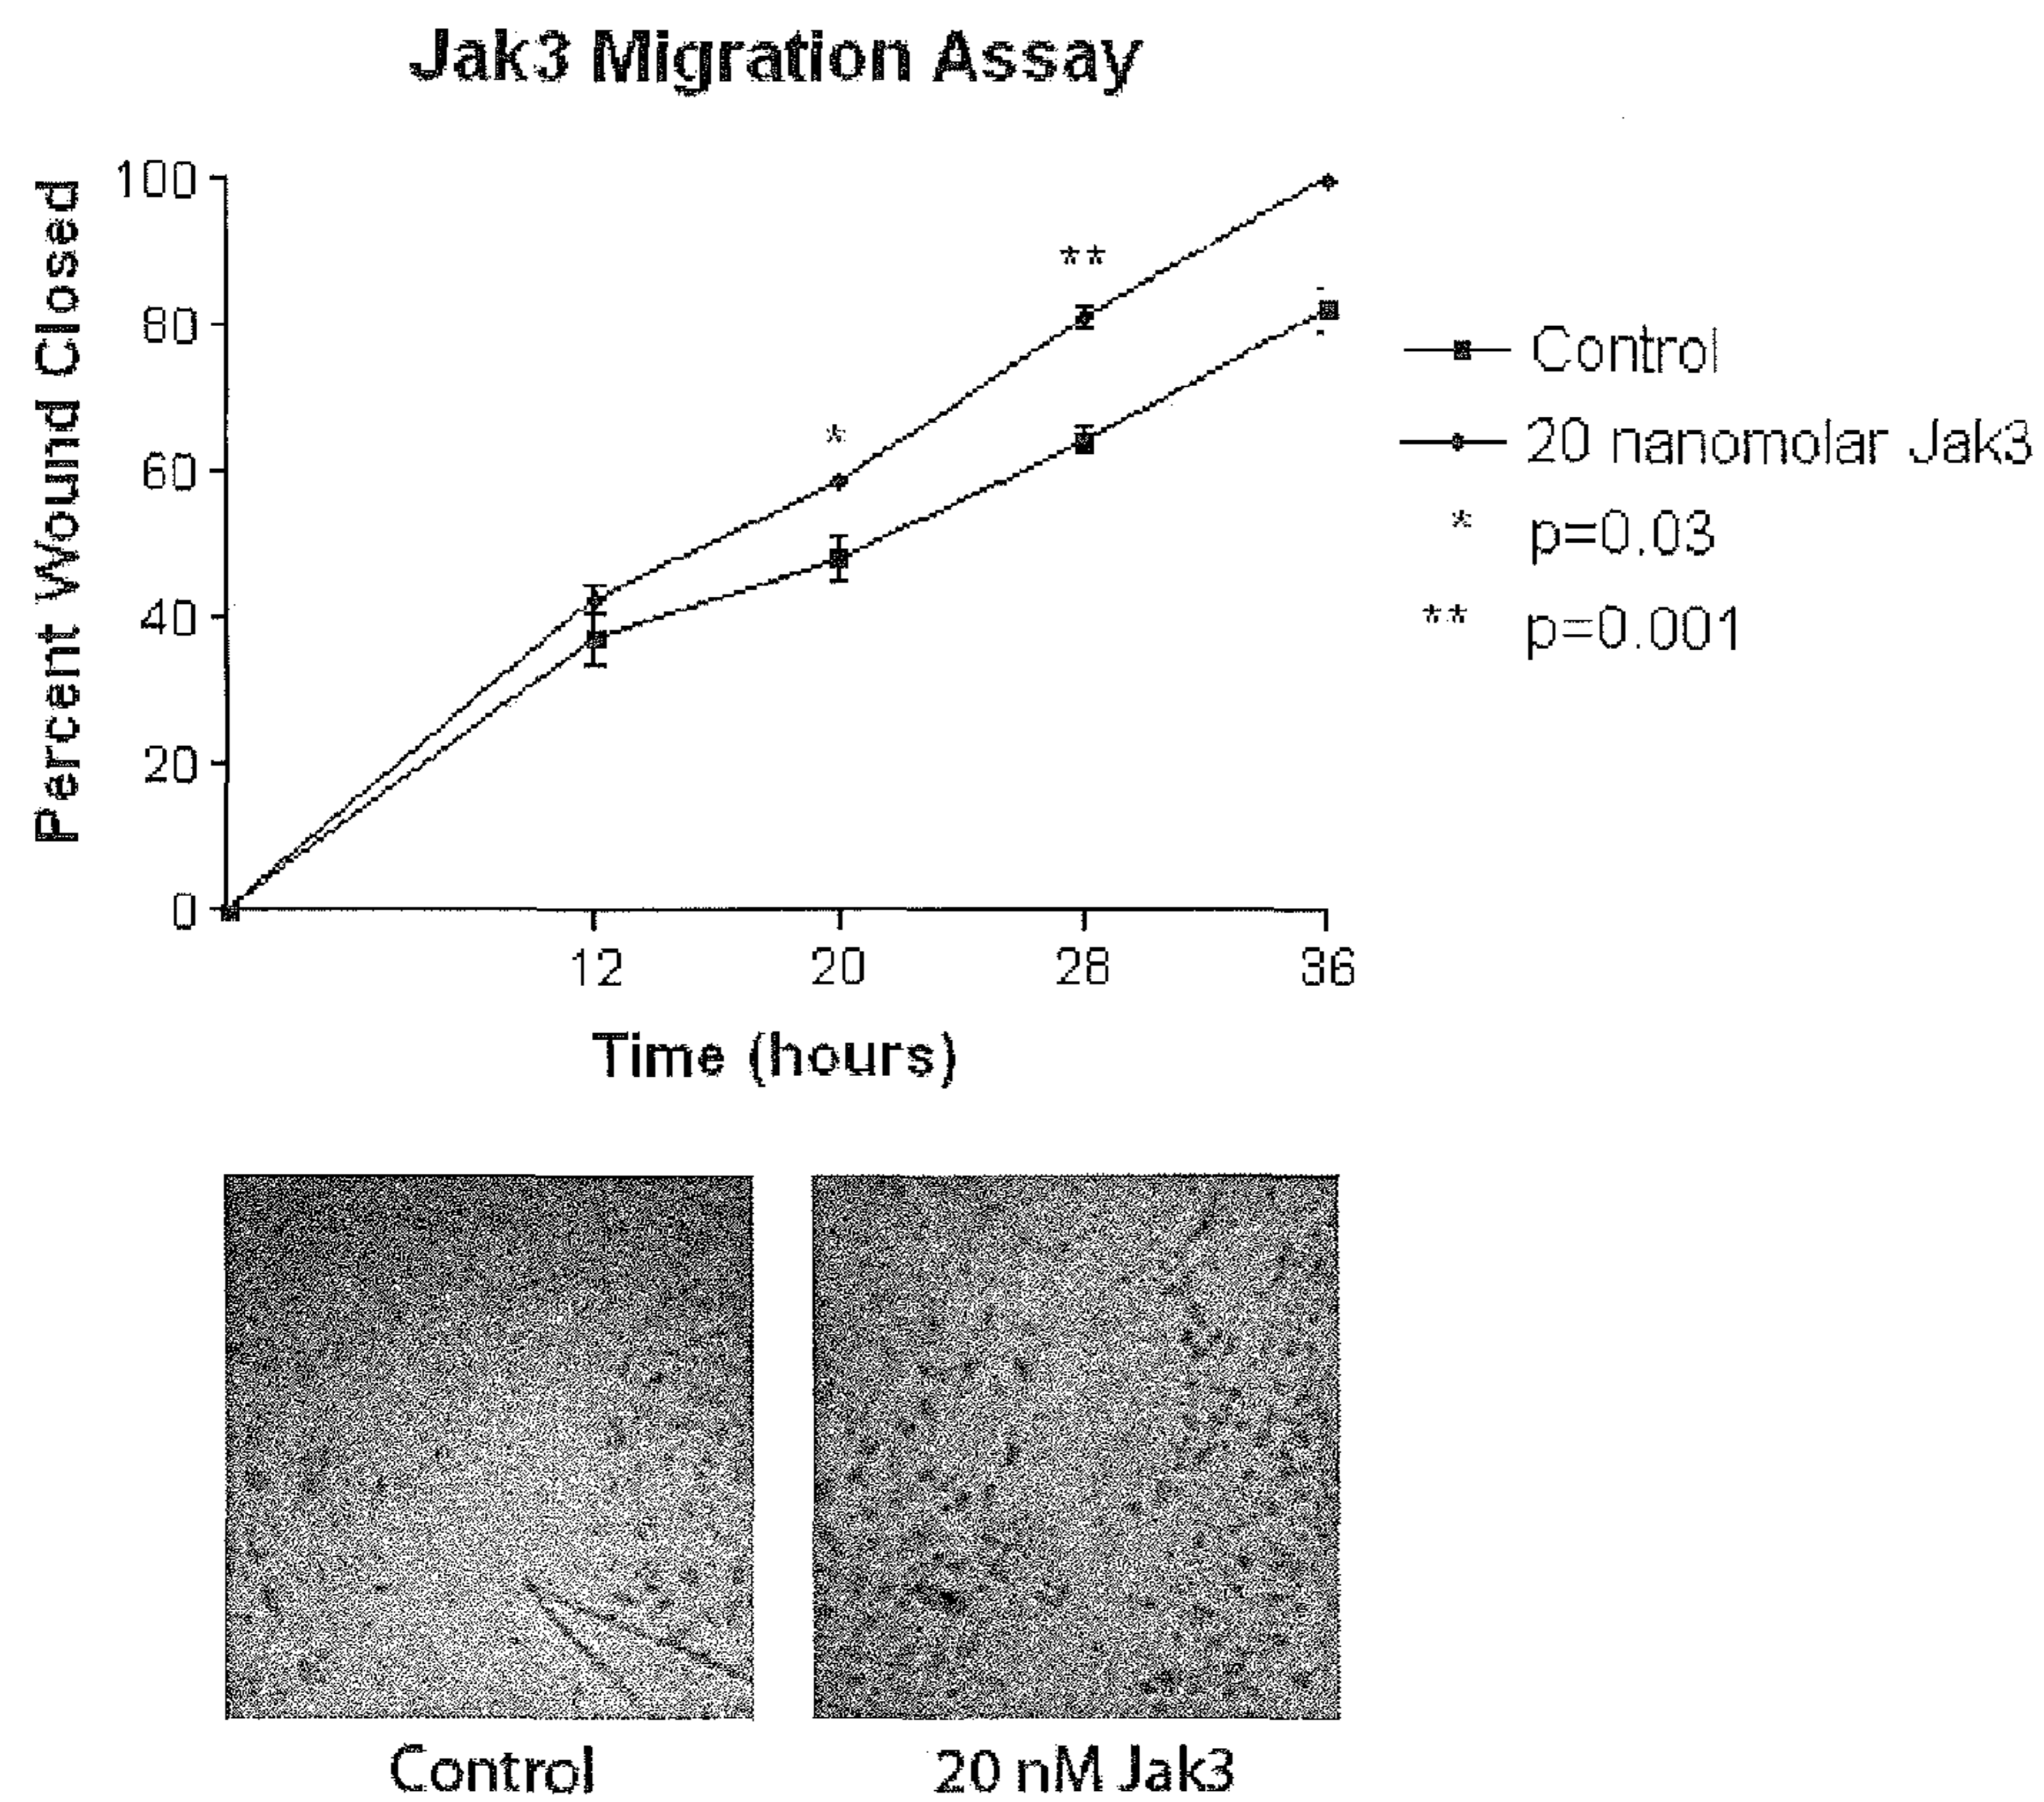 Jak3 Migration Assay
Percent Wound Closed
100
80
60
40
20
0
12 20 28 36
Time (hours)
*
**
Control
20 nanomolar Jak3
* p=0.03
** p=0.001
Control
20 nM Jak3